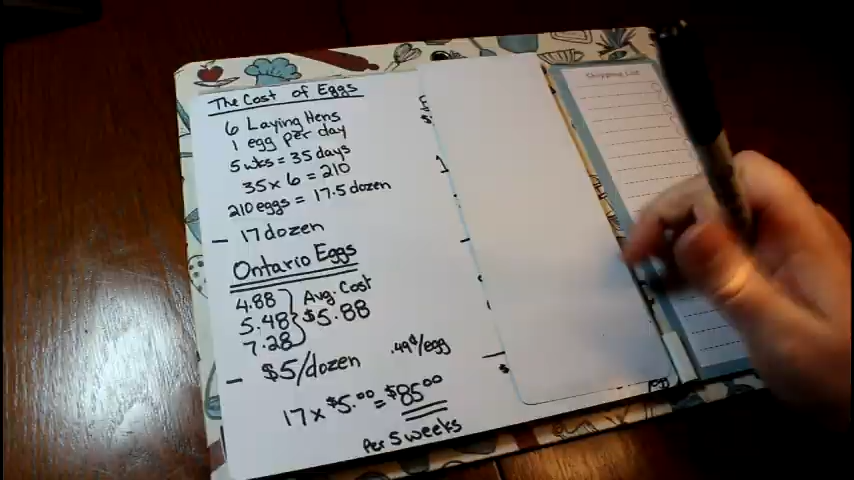 The Cost of Eggs
6 Laying Hens
1 egg per day
5 wks = 35 days
35 x 6 = 210
210 eggs = 17.5 dozen
- 17 dozen
Ontario Eggs
4.88
5.48
7.28
Avg. Cost
$5.88
- $5/dozen .49¢/egg
17 x $5.00 = $85.00
Per 5 weeks
Shopping List